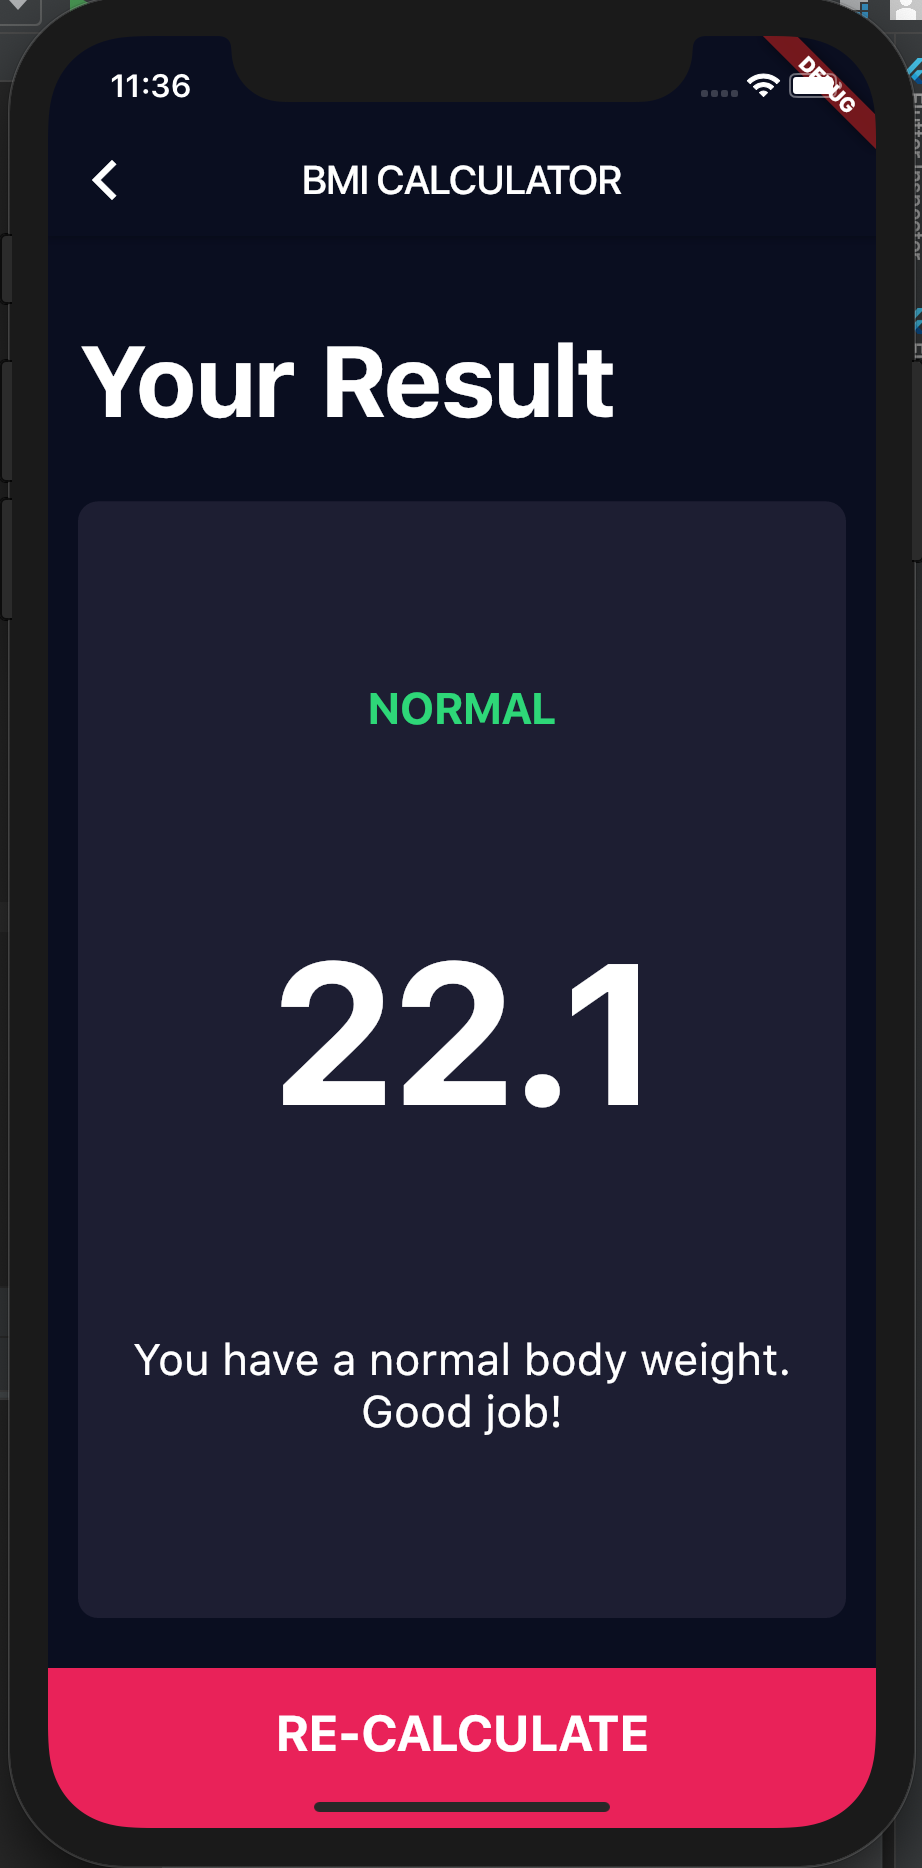 11:36
DEBUG
BMI CALCULATOR
Your Result
NORMAL
22.1
You have a normal body weight.
Good job!
RE-CALCULATE